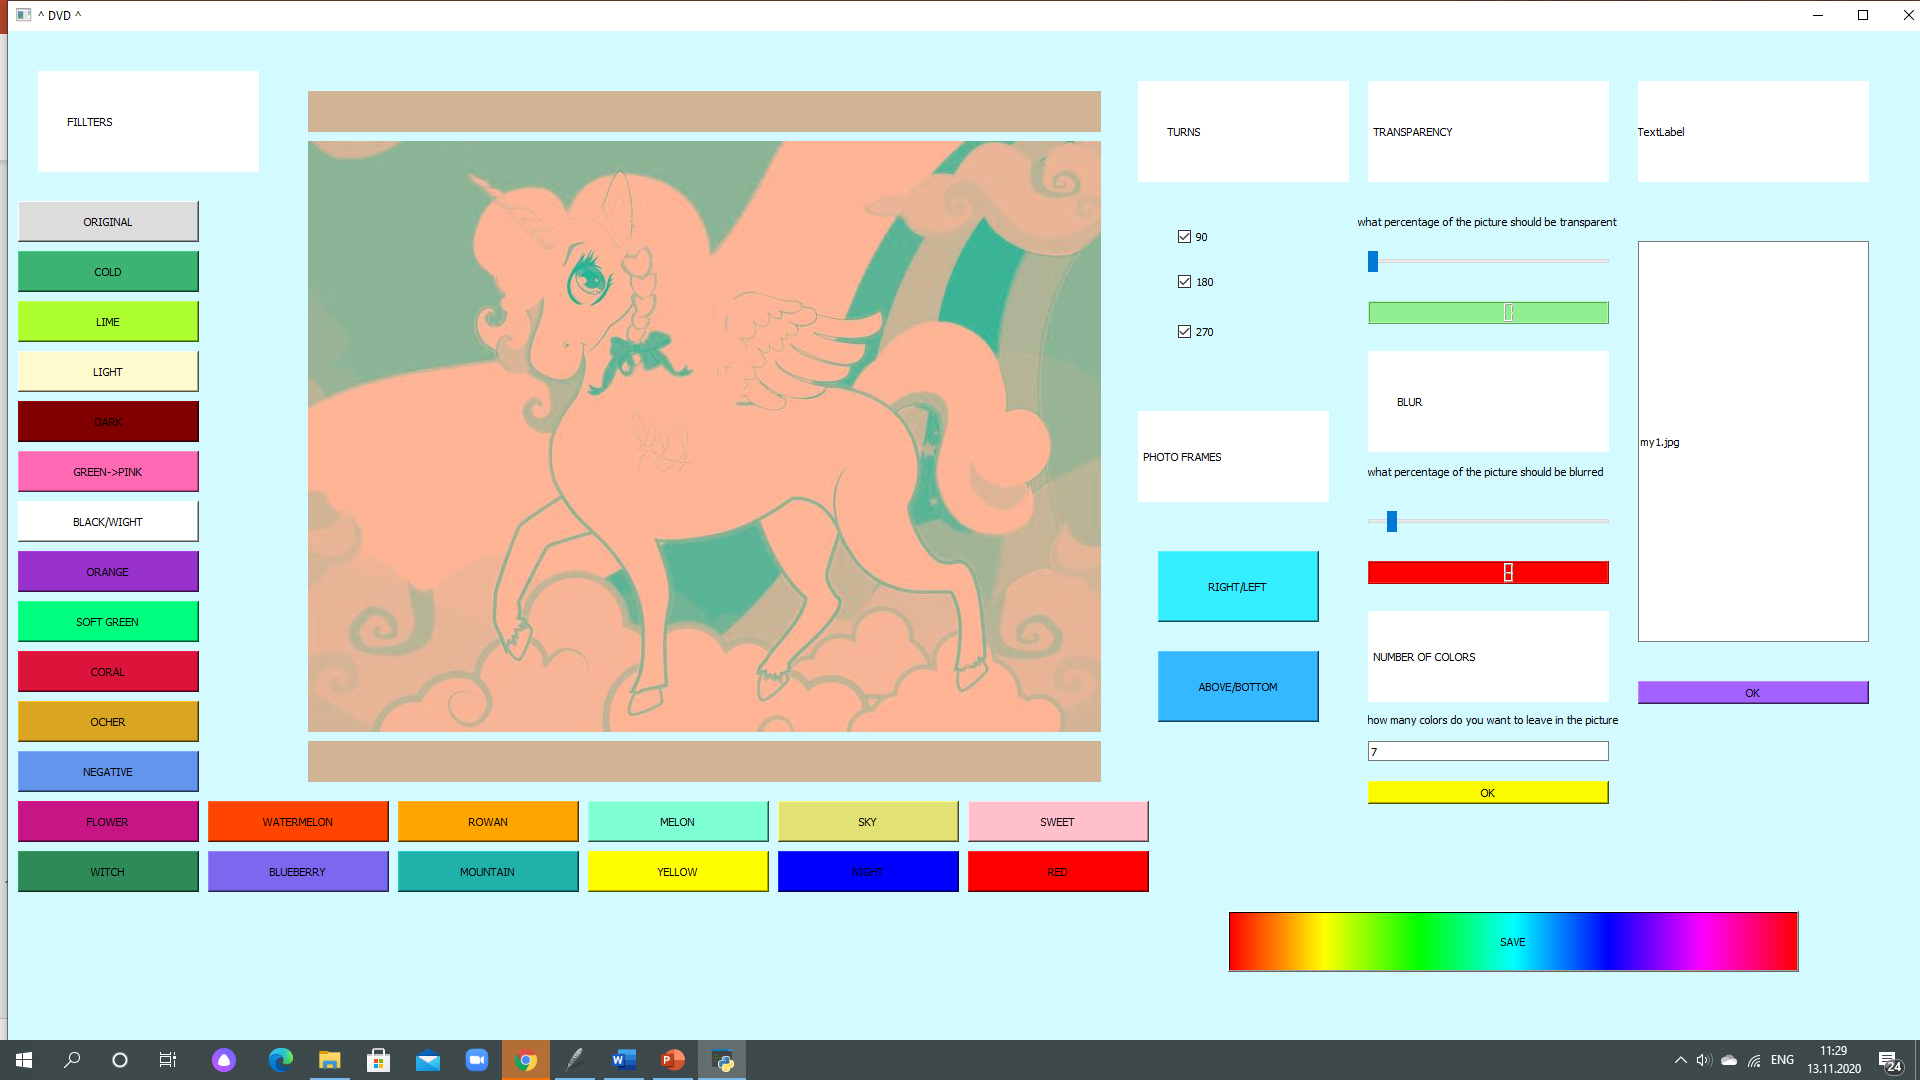 ^ DVD ^
FILLTERS
ORIGINAL
COLD
LIME
LIGHT
DARK
GREEN->PINK
BLACK/WIGHT
ORANGE
SOFT GREEN
CORAL
OCHER
NEGATIVE
FLOWER
WATERMELON
ROWAN
MELON
SKY
SWEET
WITCH
BLUEBERRY
MOUNTAIN
YELLOW
NIGHT
RED
TURNS
90
180
270
PHOTO FRAMES
RIGHT/LEFT
ABOVE/BOTTOM
TRANSPARENCY
what percentage of the picture should be transparent
0
BLUR
what percentage of the picture should be blurred
8
NUMBER OF COLORS
how many colors do you want to leave in the picture
7
OK
TextLabel
my1.jpg
OK
SAVE
ENG
11:29
13.11.2020
24